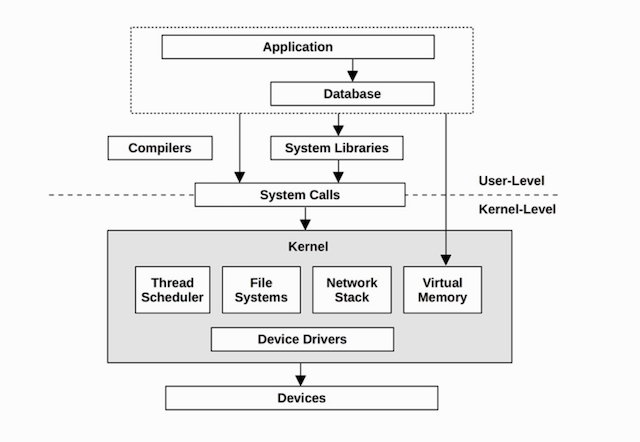 Application
Database
Compilers
System Libraries
User-Level
System Calls
Kernel-Level
Kernel
Thread
Scheduler
File
Systems
Network
Stack
Virtual
Memory
Device Drivers
Devices